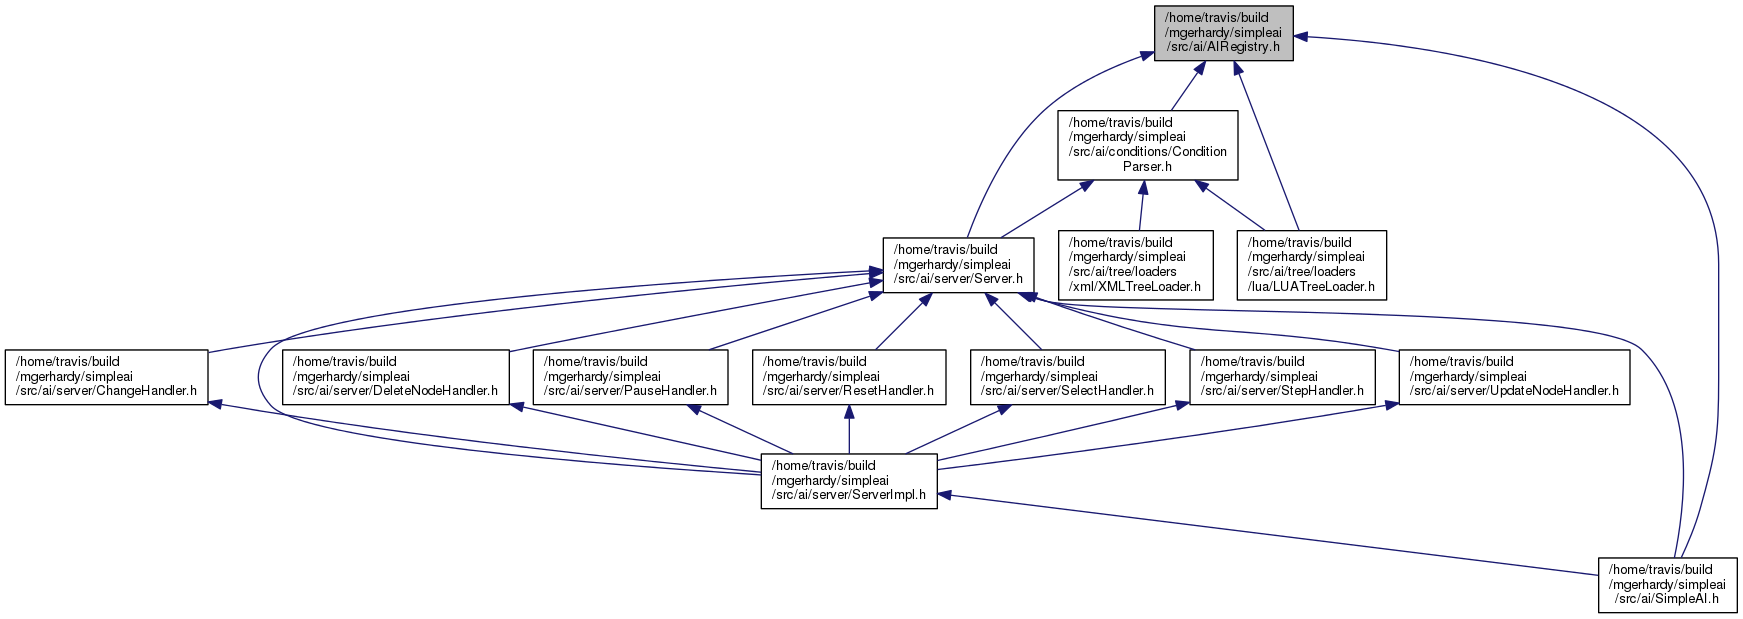 /home/travis/build
/mgerhardy/simpleai
/src/ai/AIRegistry.h
/home/travis/build
/mgerhardy/simpleai
/src/ai/conditions/Condition
Parser.h
/home/travis/build
/mgerhardy/simpleai
/src/ai/server/Server.h
/home/travis/build
/mgerhardy/simpleai
/src/ai/tree/loaders
/xml/XMLTreeLoader.h
/home/travis/build
/mgerhardy/simpleai
/src/ai/tree/loaders
/lua/LUATreeLoader.h
/home/travis/build
/mgerhardy/simpleai
/src/ai/server/ChangeHandler.h
/home/travis/build
/mgerhardy/simpleai
/src/ai/server/DeleteNodeHandler.h
/home/travis/build
/mgerhardy/simpleai
/src/ai/server/PauseHandler.h
/home/travis/build
/mgerhardy/simpleai
/src/ai/server/ResetHandler.h
/home/travis/build
/mgerhardy/simpleai
/src/ai/server/SelectHandler.h
/home/travis/build
/mgerhardy/simpleai
/src/ai/server/StepHandler.h
/home/travis/build
/mgerhardy/simpleai
/src/ai/server/UpdateNodeHandler.h
/home/travis/build
/mgerhardy/simpleai
/src/ai/server/ServerImpl.h
/home/travis/build
/mgerhardy/simpleai
/src/ai/SimpleAI.h